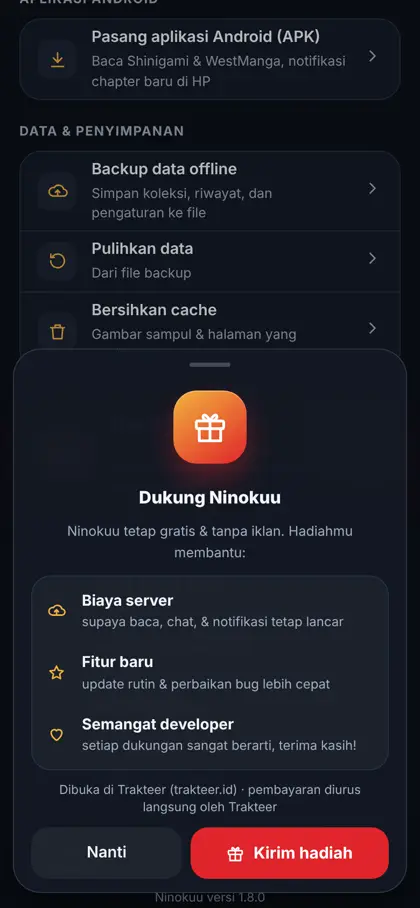 APLIKASI ANDROID
Pasang aplikasi Android (APK)
Baca Shinigami & WestManga, notifikasi
chapter baru di HP
DATA & PENYIMPANAN
Backup data offline
Simpan koleksi, riwayat, dan
pengaturan ke file
Pulihkan data
Dari file backup
Bersihkan cache
Gambar sampul & halaman yang
Dukung Ninokuu
Ninokuu tetap gratis & tanpa iklan. Hadiahmu
membantu:
Biaya server
supaya baca, chat, & notifikasi tetap lancar
Fitur baru
update rutin & perbaikan bug lebih cepat
Semangat developer
setiap dukungan sangat berarti, terima kasih!
Dibuka di Trakteer (trakteer.id) · pembayaran diurus
langsung oleh Trakteer
Nanti
Kirim hadiah
Ninokuu versi 1.8.0